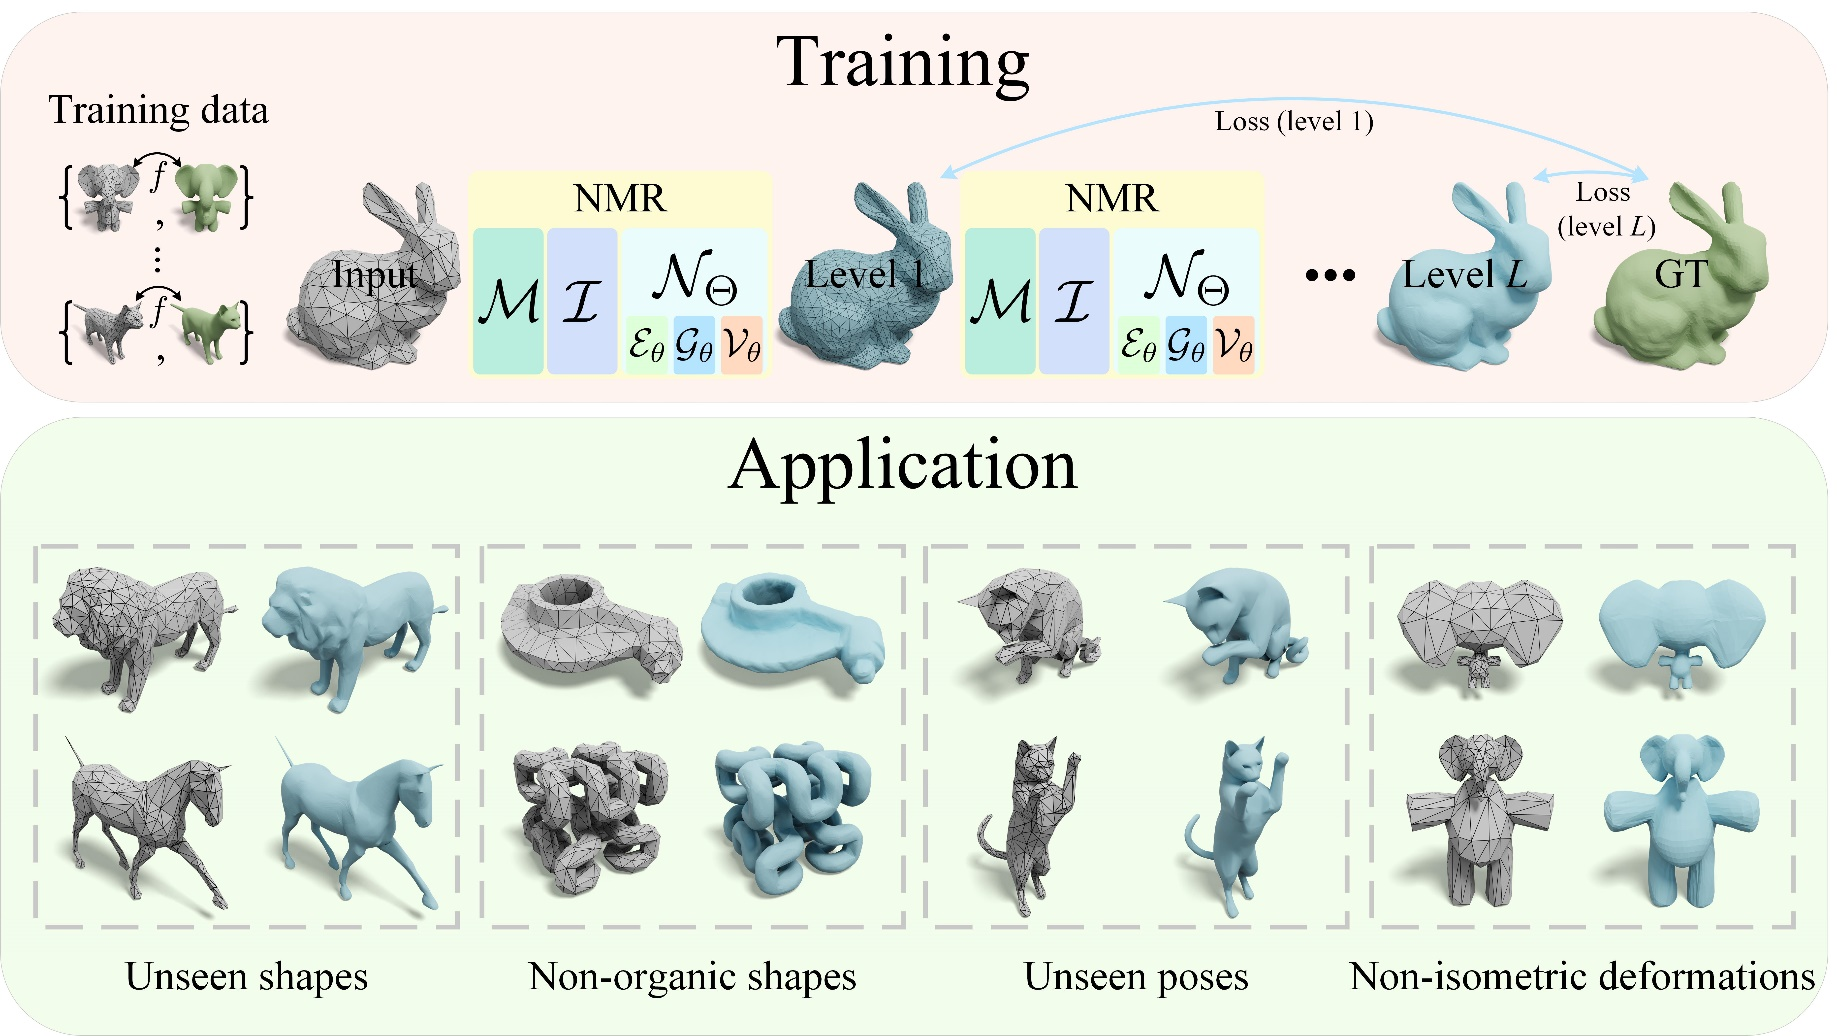 Training
Training data
{ f , }
⋮
{ f , }
Input
NMR
ℳ ℐ 𝒩Θ
ℰθ 𝒢θ 𝒱θ
Level 1
Loss (level 1)
NMR
ℳ ℐ 𝒩Θ
ℰθ 𝒢θ 𝒱θ
•••
Level L
Loss
(level L)
GT
Application
Unseen shapes
Non-organic shapes
Unseen poses
Non-isometric deformations